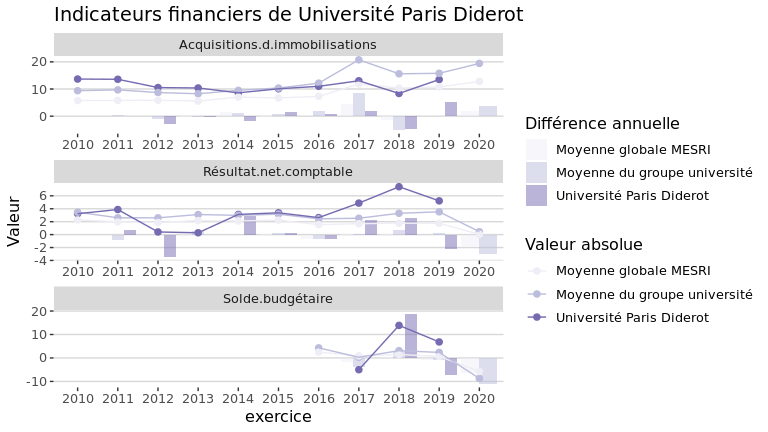 Indicateurs financiers de Université Paris Diderot
Acquisitions.d.immobilisations
20
10
0
2010 2011 2012 2013 2014 2015 2016 2017 2018 2019 2020
Résultat.net.comptable
6
4
2
0
-2
-4
2010 2011 2012 2013 2014 2015 2016 2017 2018 2019 2020
Solde.budgétaire
20
10
0
-10
2010 2011 2012 2013 2014 2015 2016 2017 2018 2019 2020
Valeur
exercice
Différence annuelle
Moyenne globale MESRI
Moyenne du groupe université
Université Paris Diderot
Valeur absolue
Moyenne globale MESRI
Moyenne du groupe université
Université Paris Diderot